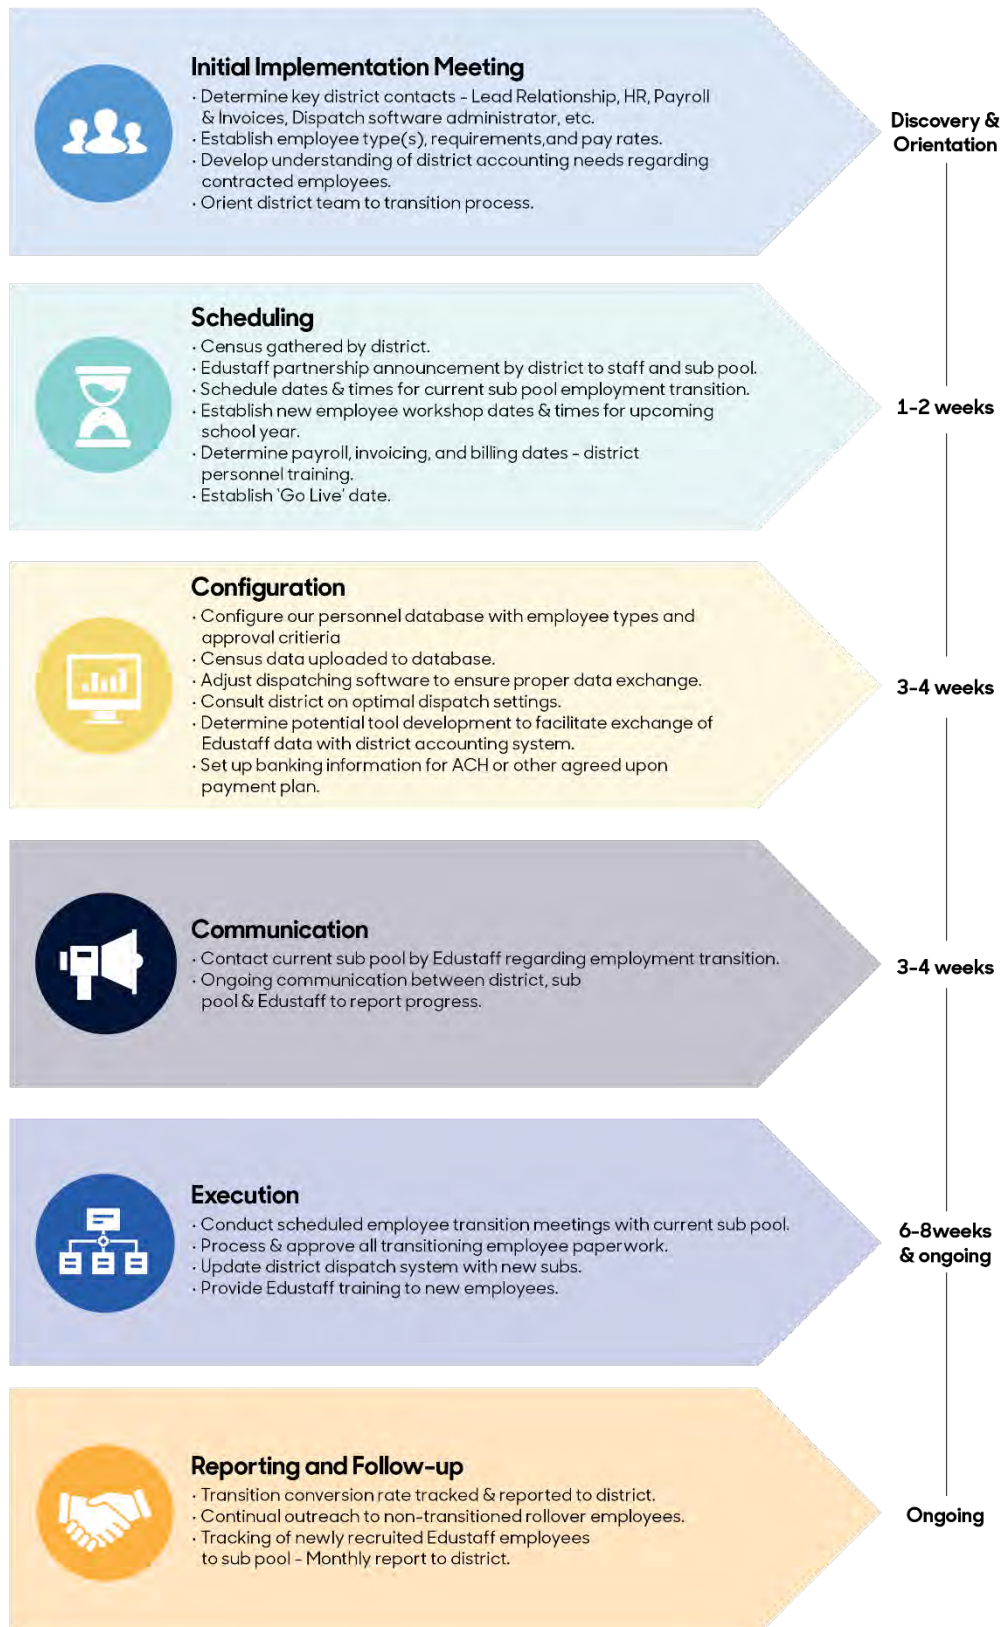 Initial Implementation Meeting
· Determine key district contacts - Lead Relationship, HR, Payroll
& Invoices, Dispatch software administrator, etc.
· Establish employee type(s), requirements,and pay rates.
· Develop understanding of district accounting needs regarding
contracted employees.
· Orient district team to transition process.
Discovery &
Orientation
Scheduling
· Census gathered by district.
· Edustaff partnership announcement by district to staff and sub pool.
· Schedule dates & times for current sub pool employment transition.
· Establish new employee workshop dates & times for upcoming
school year.
· Determine payroll, invoicing, and billing dates - district
personnel training.
· Establish 'Go Live' date.
1-2 weeks
Configuration
· Configure our personnel database with employee types and
approval critieria
· Census data uploaded to database.
· Adjust dispatching software to ensure proper data exchange.
· Consult district on optimal dispatch settings.
· Determine potential tool development to facilitate exchange of
Edustaff data with district accounting system.
· Set up banking information for ACH or other agreed upon
payment plan.
3-4 weeks
Communication
· Contact current sub pool by Edustaff regarding employment transition.
· Ongoing communication between district, sub
pool & Edustaff to report progress.
3-4 weeks
Execution
· Conduct scheduled employee transition meetings with current sub pool.
· Process & approve all transitioning employee paperwork.
· Update district dispatch system with new subs.
· Provide Edustaff training to new employees.
6-8weeks
& ongoing
Reporting and Follow-up
· Transition conversion rate tracked & reported to district.
· Continual outreach to non-transitioned rollover employees.
· Tracking of newly recruited Edustaff employees
to sub pool - Monthly report to district.
Ongoing